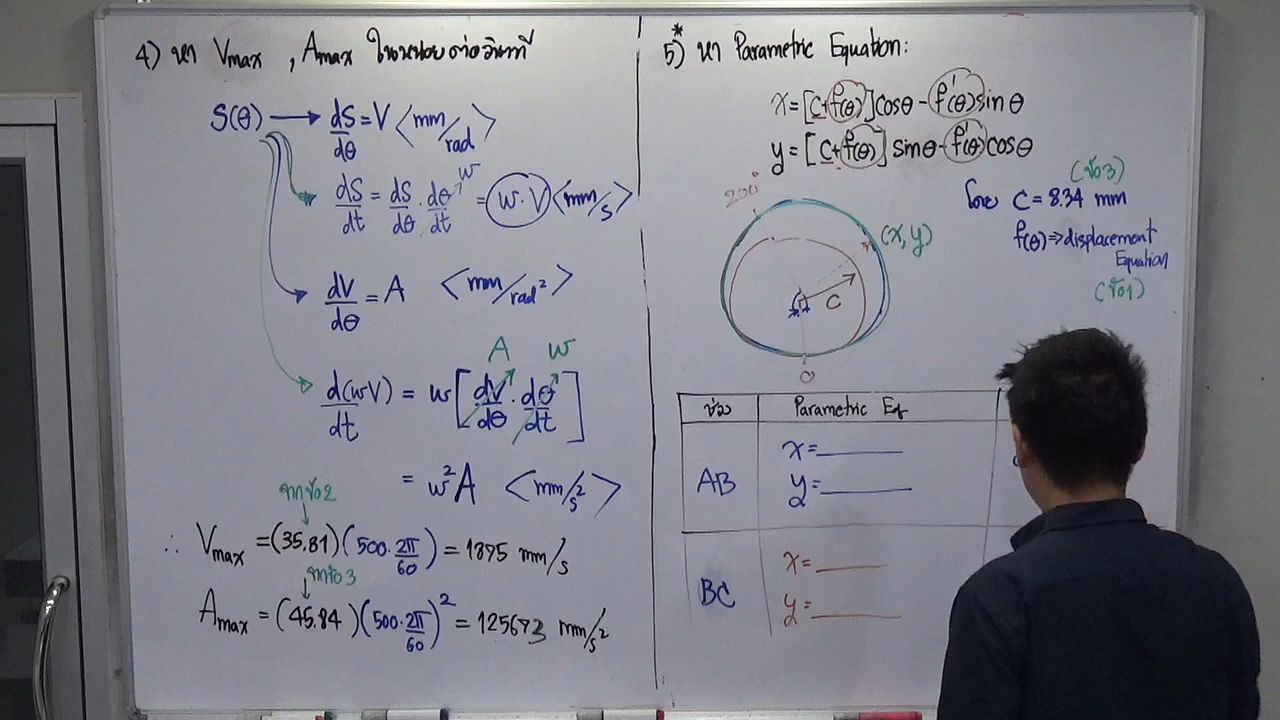 4) หา Vmax , Amax ในหน่วยต่อวินาที
S(θ) → dS/dθ = V <mm/rad>
dS/dt = dS/dθ · dθ/dt = w·V <mm/s>
w
dV/dθ = A <mm/rad²>
A w
d(wV)/dt = w[dV/dθ · dθ/dt]
= w²A <mm/s²>
จากข้อ2
∴ Vmax = (35.81)(500·2π/60) = 1875 mm/s
จากข้อ3
Amax = (45.84)(500·2π/60)² = 125673 mm/s²
*
5) หา Parametric Equation:
x = [C+f(θ)]cosθ - f'(θ)sinθ
y = [C+f(θ)]sinθ - f'(θ)cosθ
(ข้อ3)
โดย C = 8.34 mm
f(θ) ⇒ displacement
Equation
(ข้อ1)
200°
(x,y)
C
0
ช่วง Parametric Eq
AB x=
y=
BC x=
y=